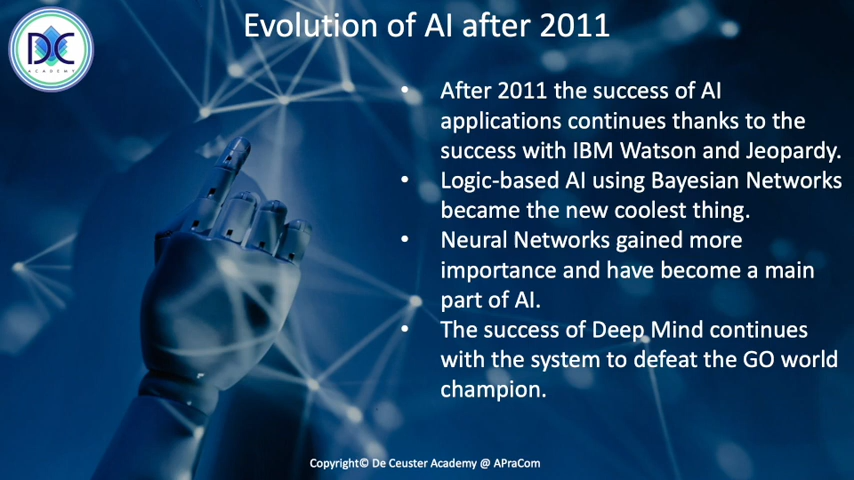 Evolution of AI after 2011
DC
ACADEMY
• After 2011 the success of AI
applications continues thanks to the
success with IBM Watson and Jeopardy.
• Logic-based AI using Bayesian Networks
became the new coolest thing.
• Neural Networks gained more
importance and have become a main
part of AI.
• The success of Deep Mind continues
with the system to defeat the GO world
champion.
Copyright© De Ceuster Academy @ APraCom